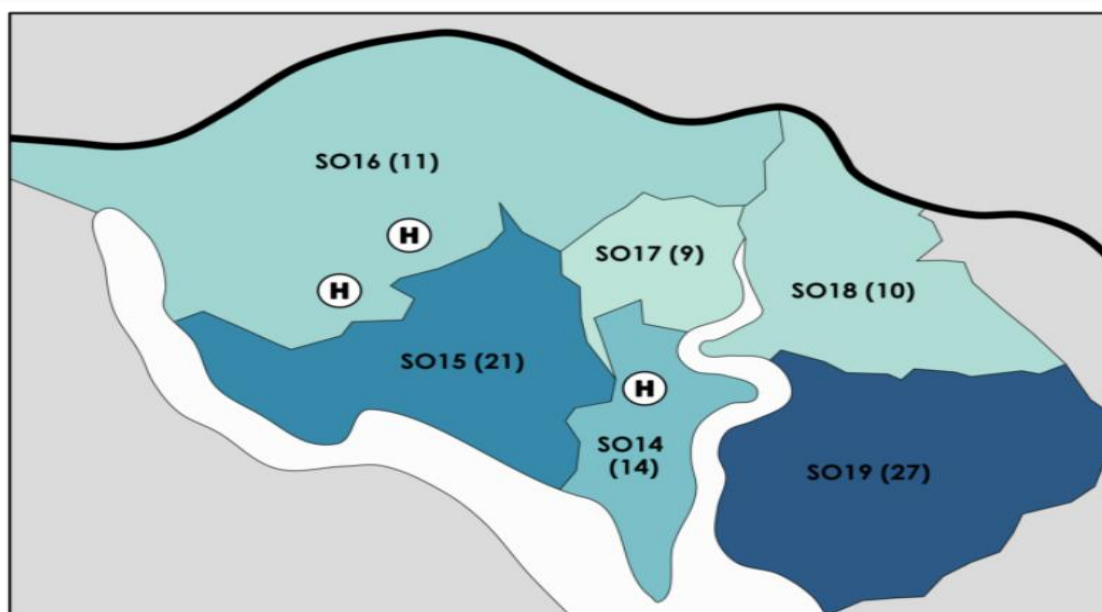 SO16 (11)
H
SO17 (9)
H
SO18 (10)
SO15 (21)
H
SO14
(14)
SO19 (27)